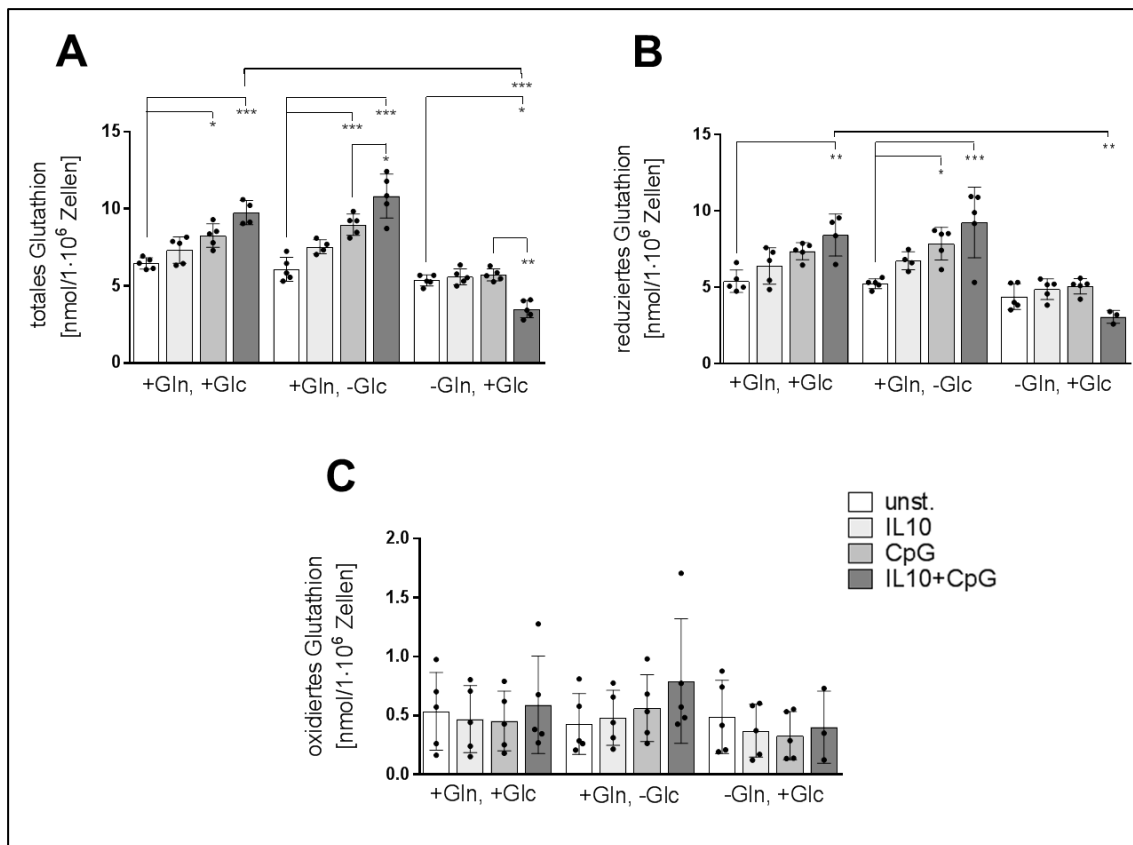 A
totales Glutathion
[nmol/1·10⁶ Zellen]
15
10
5
0
*
***
***
***
*
***
*
**
+Gln, +Glc
+Gln, -Glc
-Gln, +Glc
B
reduziertes Glutathion
[nmol/1·10⁶ Zellen]
15
10
5
0
**
*
***
**
+Gln, +Glc
+Gln, -Glc
-Gln, +Glc
C
oxidiertes Glutathion
[nmol/1·10⁶ Zellen]
2.0
1.5
1.0
0.5
0.0
+Gln, +Glc
+Gln, -Glc
-Gln, +Glc
unst.
IL10
CpG
IL10+CpG